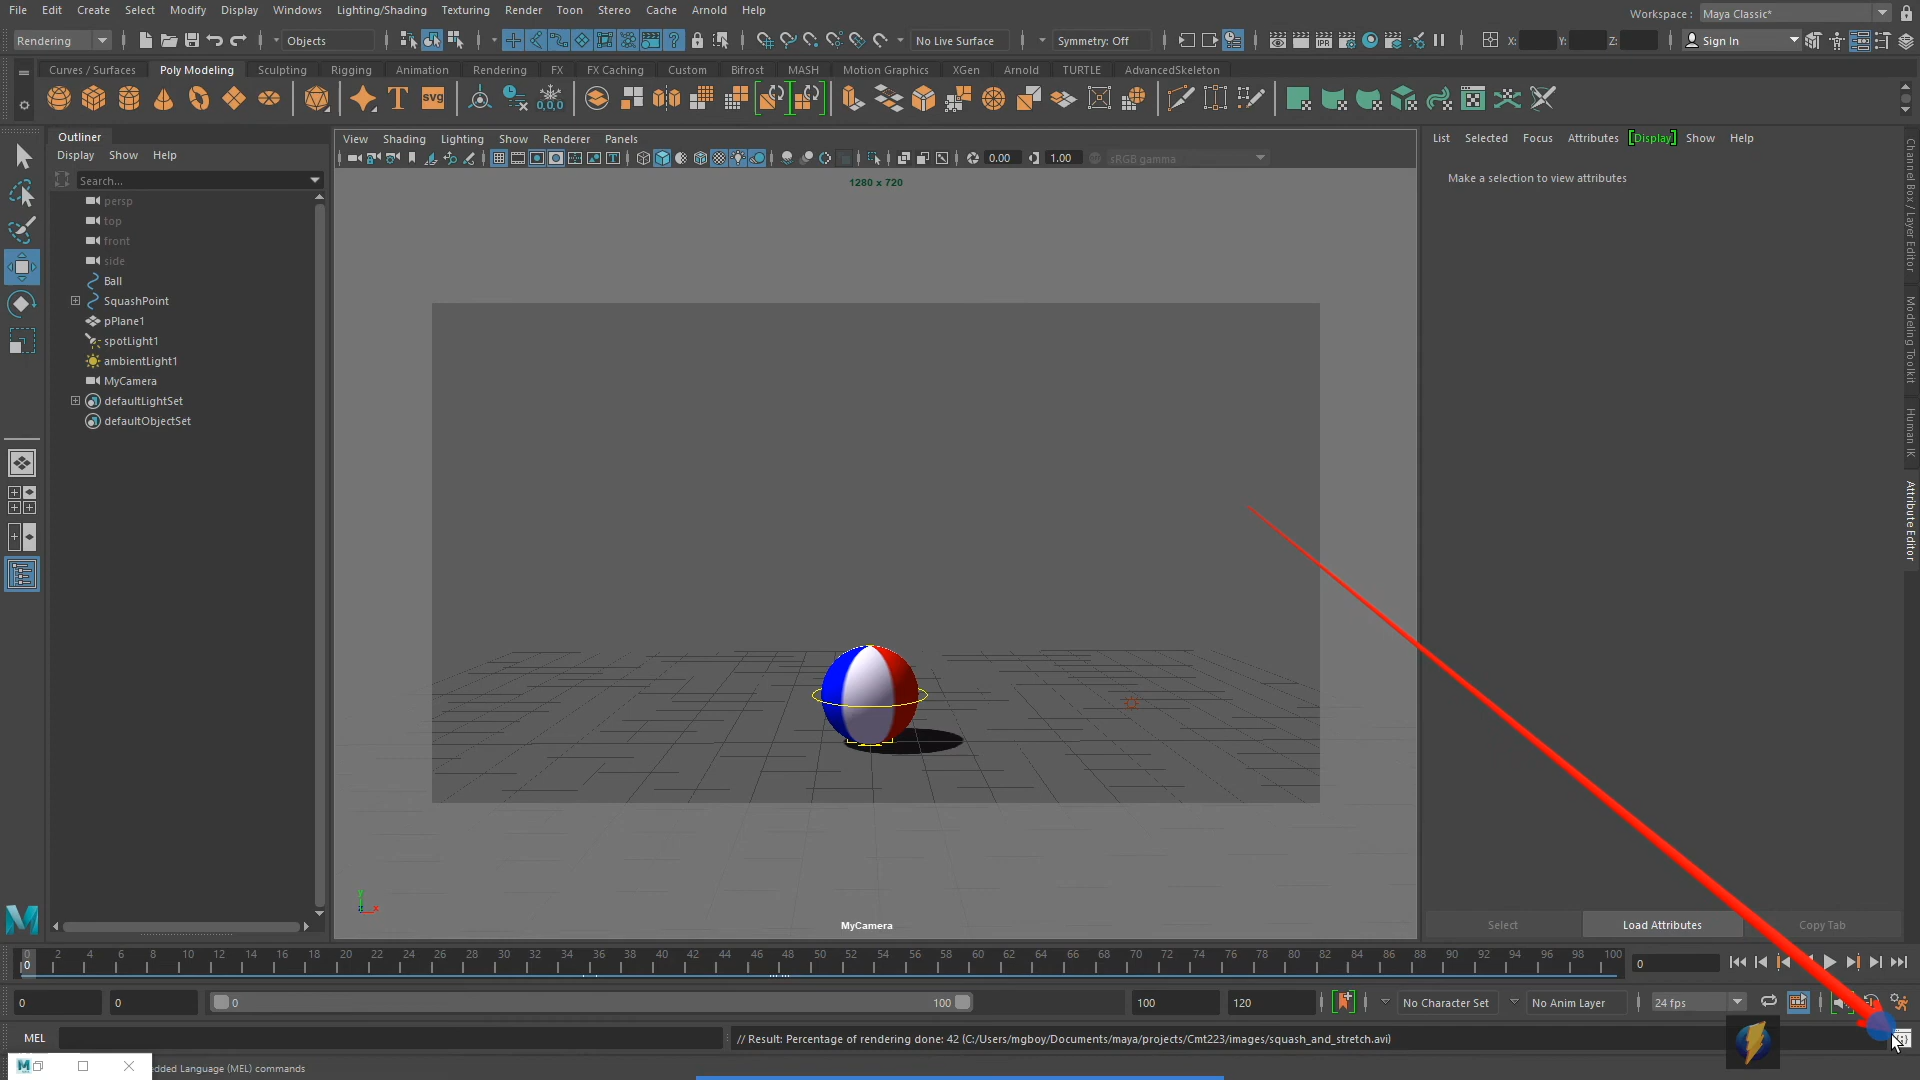 File Edit Create Select Modify Display Windows Lighting/Shading Texturing Render Toon Stereo Cache Arnold Help
Workspace : Maya Classic*
Rendering Objects No Live Surface Symmetry: Off X: Y: Z: Sign In
Curves / Surfaces Poly Modeling Sculpting Rigging Animation Rendering FX FX Caching Custom Bifrost MASH Motion Graphics XGen Arnold TURTLE AdvancedSkeleton
T SVG 0,0,0
Outliner
Display Show Help
Search...
persp
top
front
side
Ball
SquashPoint
pPlane1
spotLight1
ambientLight1
MyCamera
defaultLightSet
defaultObjectSet
View Shading Lighting Show Renderer Panels
0.00 1.00 sRGB gamma
1280 x 720
y
x
MyCamera
List Selected Focus Attributes Display Show Help
Make a selection to view attributes
Channel Box / Layer Editor
Modeling Toolkit
Human IK
Attribute Editor
Select Load Attributes Copy Tab
0 2 4 6 8 10 12 14 16 18 20 22 24 26 28 30 32 34 36 38 40 42 44 46 48 50 52 54 56 58 60 62 64 66 68 70 72 74 76 78 80 82 84 86 88 90 92 94 96 98 100
0
0 0 0 100 100 120 No Character Set No Anim Layer 24 fps
MEL
// Result: Percentage of rendering done: 42 (C:/Users/mgboy/Documents/maya/projects/Cmt223/images/squash_and_stretch.avi)
M
dded Language (MEL) commands